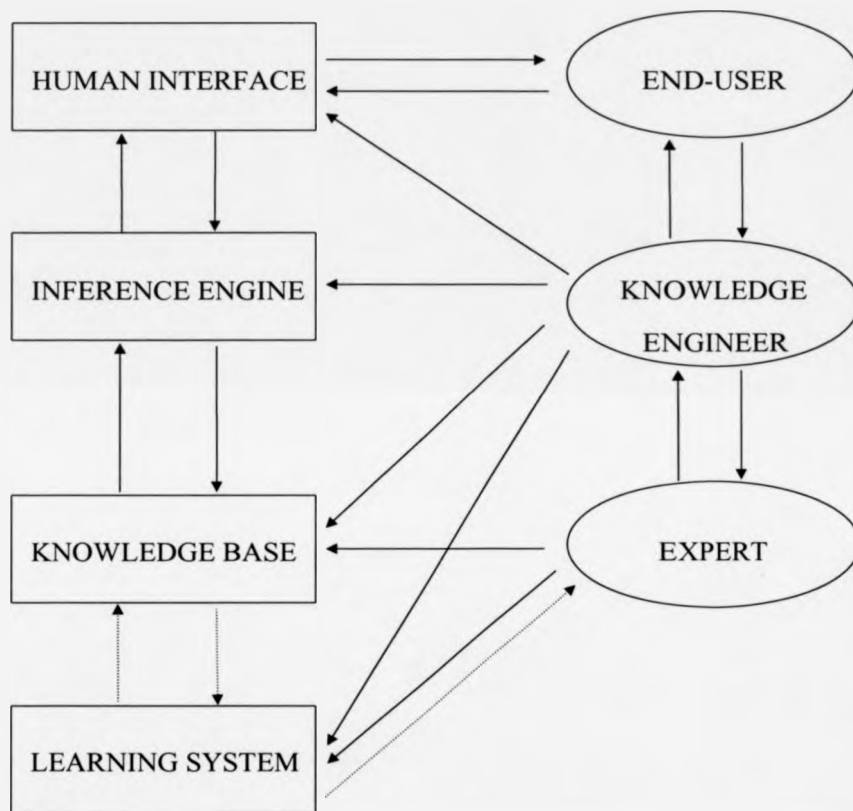 HUMAN INTERFACE
END-USER
INFERENCE ENGINE
KNOWLEDGE
ENGINEER
KNOWLEDGE BASE
EXPERT
LEARNING SYSTEM